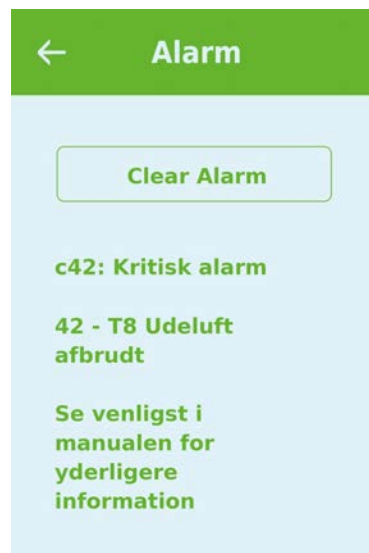 Alarm
Clear Alarm
c42: Kritisk alarm
42 - T8 Udeluft
afbrudt
Se venligst i
manualen for
yderligere
information